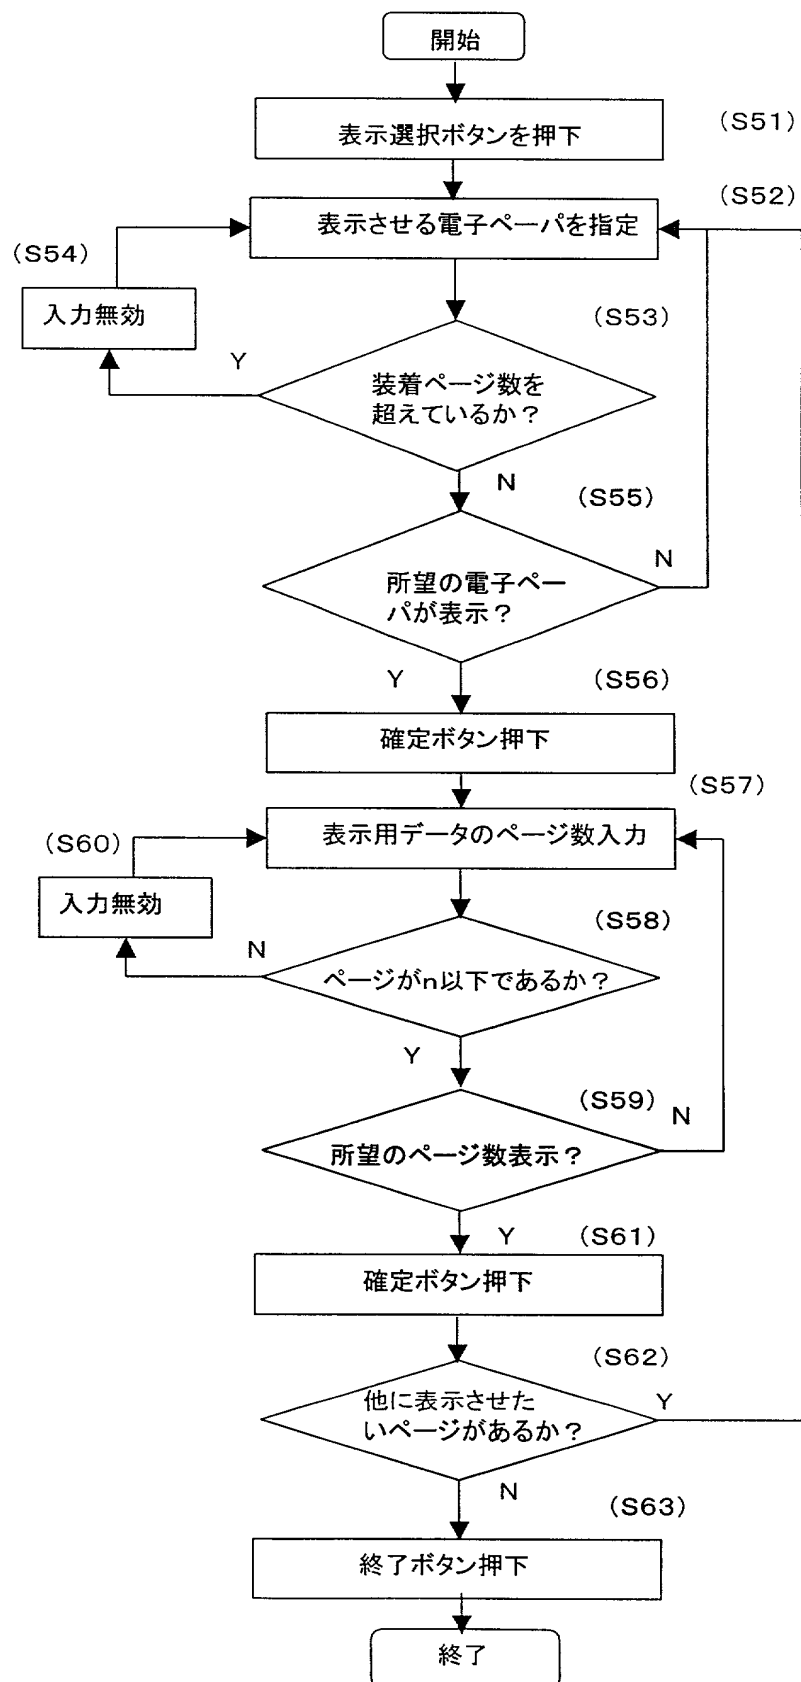 開始
表示選択ボタンを押下
(S51)
(S52)
表示させる電子ペーパを指定
(S54)
入力無効
(S53)
Y
装着ページ数を
超えているか？
N
(S55)
N
所望の電子ペー
パが表示？
Y
(S56)
確定ボタン押下
(S57)
表示用データのページ数入力
(S60)
入力無効
(S58)
N
ページがn以下であるか？
Y
(S59)
N
所望のページ数表示？
Y
(S61)
確定ボタン押下
(S62)
他に表示させた
いページがあるか？
Y
N
(S63)
終了ボタン押下
終了